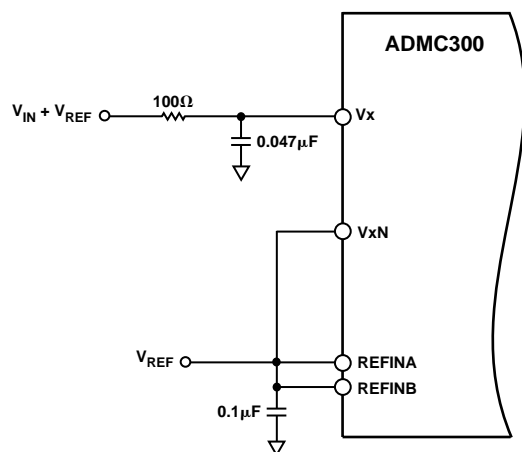 ADMC300
100Ω
V_IN + V_REF
Vx
0.047μF
VxN
V_REF
REFINA
REFINB
0.1μF